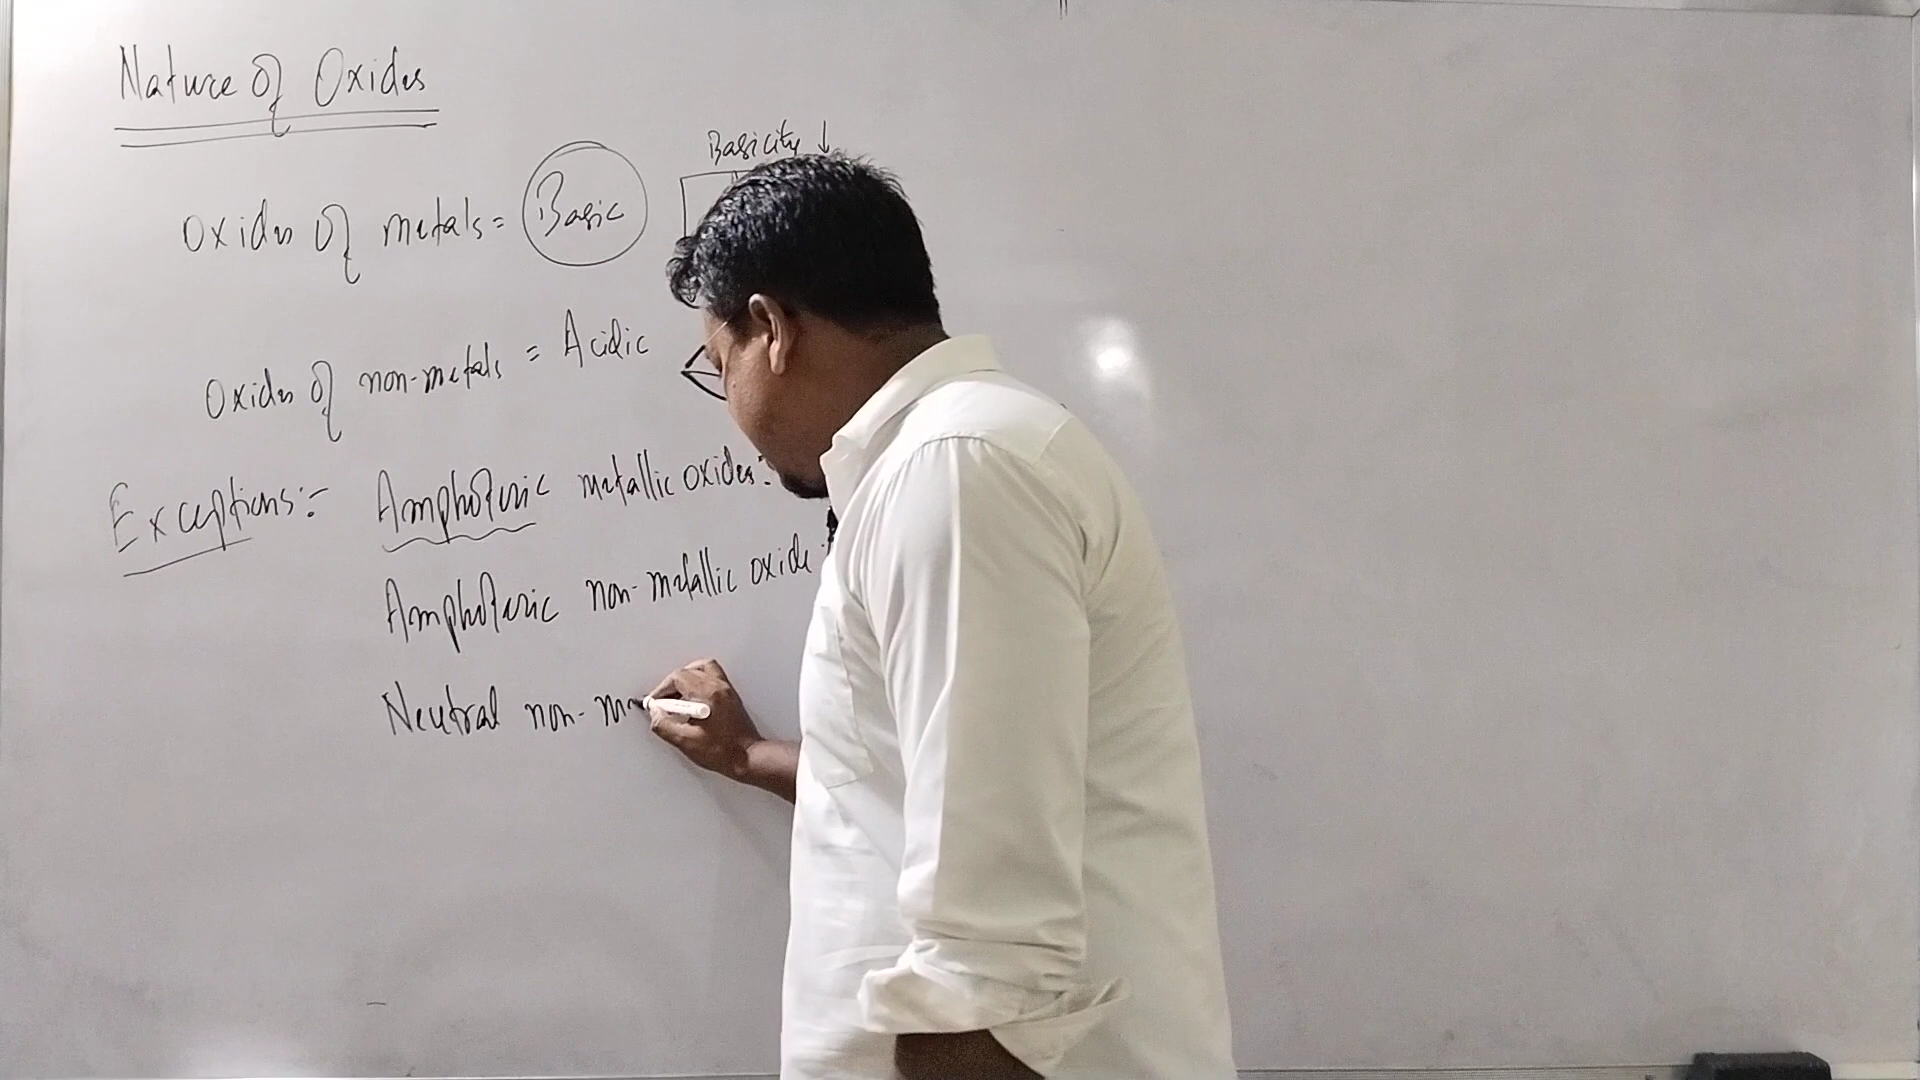 Nature of Oxides
Basicity ↓
Oxides of metals = Basic
Oxides of non-metals = Acidic
Exceptions:- Amphoteric metallic oxides:
Amphoteric non-metallic oxide:
Neutral non-m